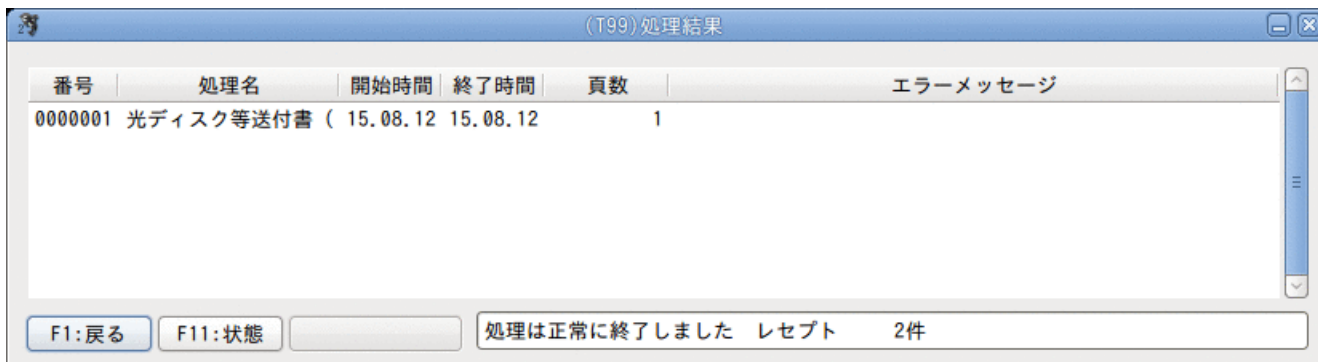 (T99)処理結果
番号 処理名 開始時間 終了時間 頁数 エラーメッセージ
0000001 光ディスク等送付書 ( 15.08.12 15.08.12 1
F1:戻る F11:状態 処理は正常に終了しました レセプト 2件